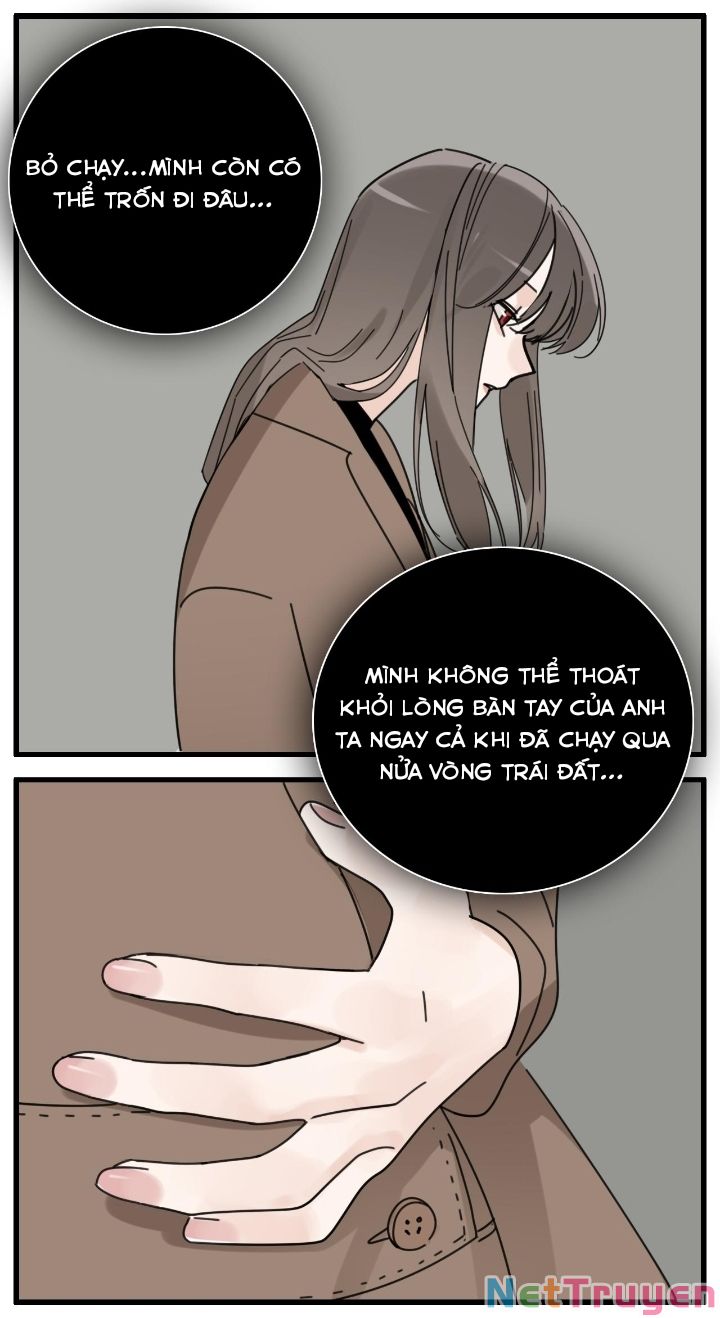 BỎ CHẠY...MÌNH CÒN CÓ
THỂ TRỐN ĐI ĐÂU...
MÌNH KHÔNG THỂ THOÁT
KHỎI LÒNG BÀN TAY CỦA ANH
TA NGAY CẢ KHI ĐÃ CHẠY QUA
NỬA VÒNG TRÁI ĐẤT...
NetTruyen